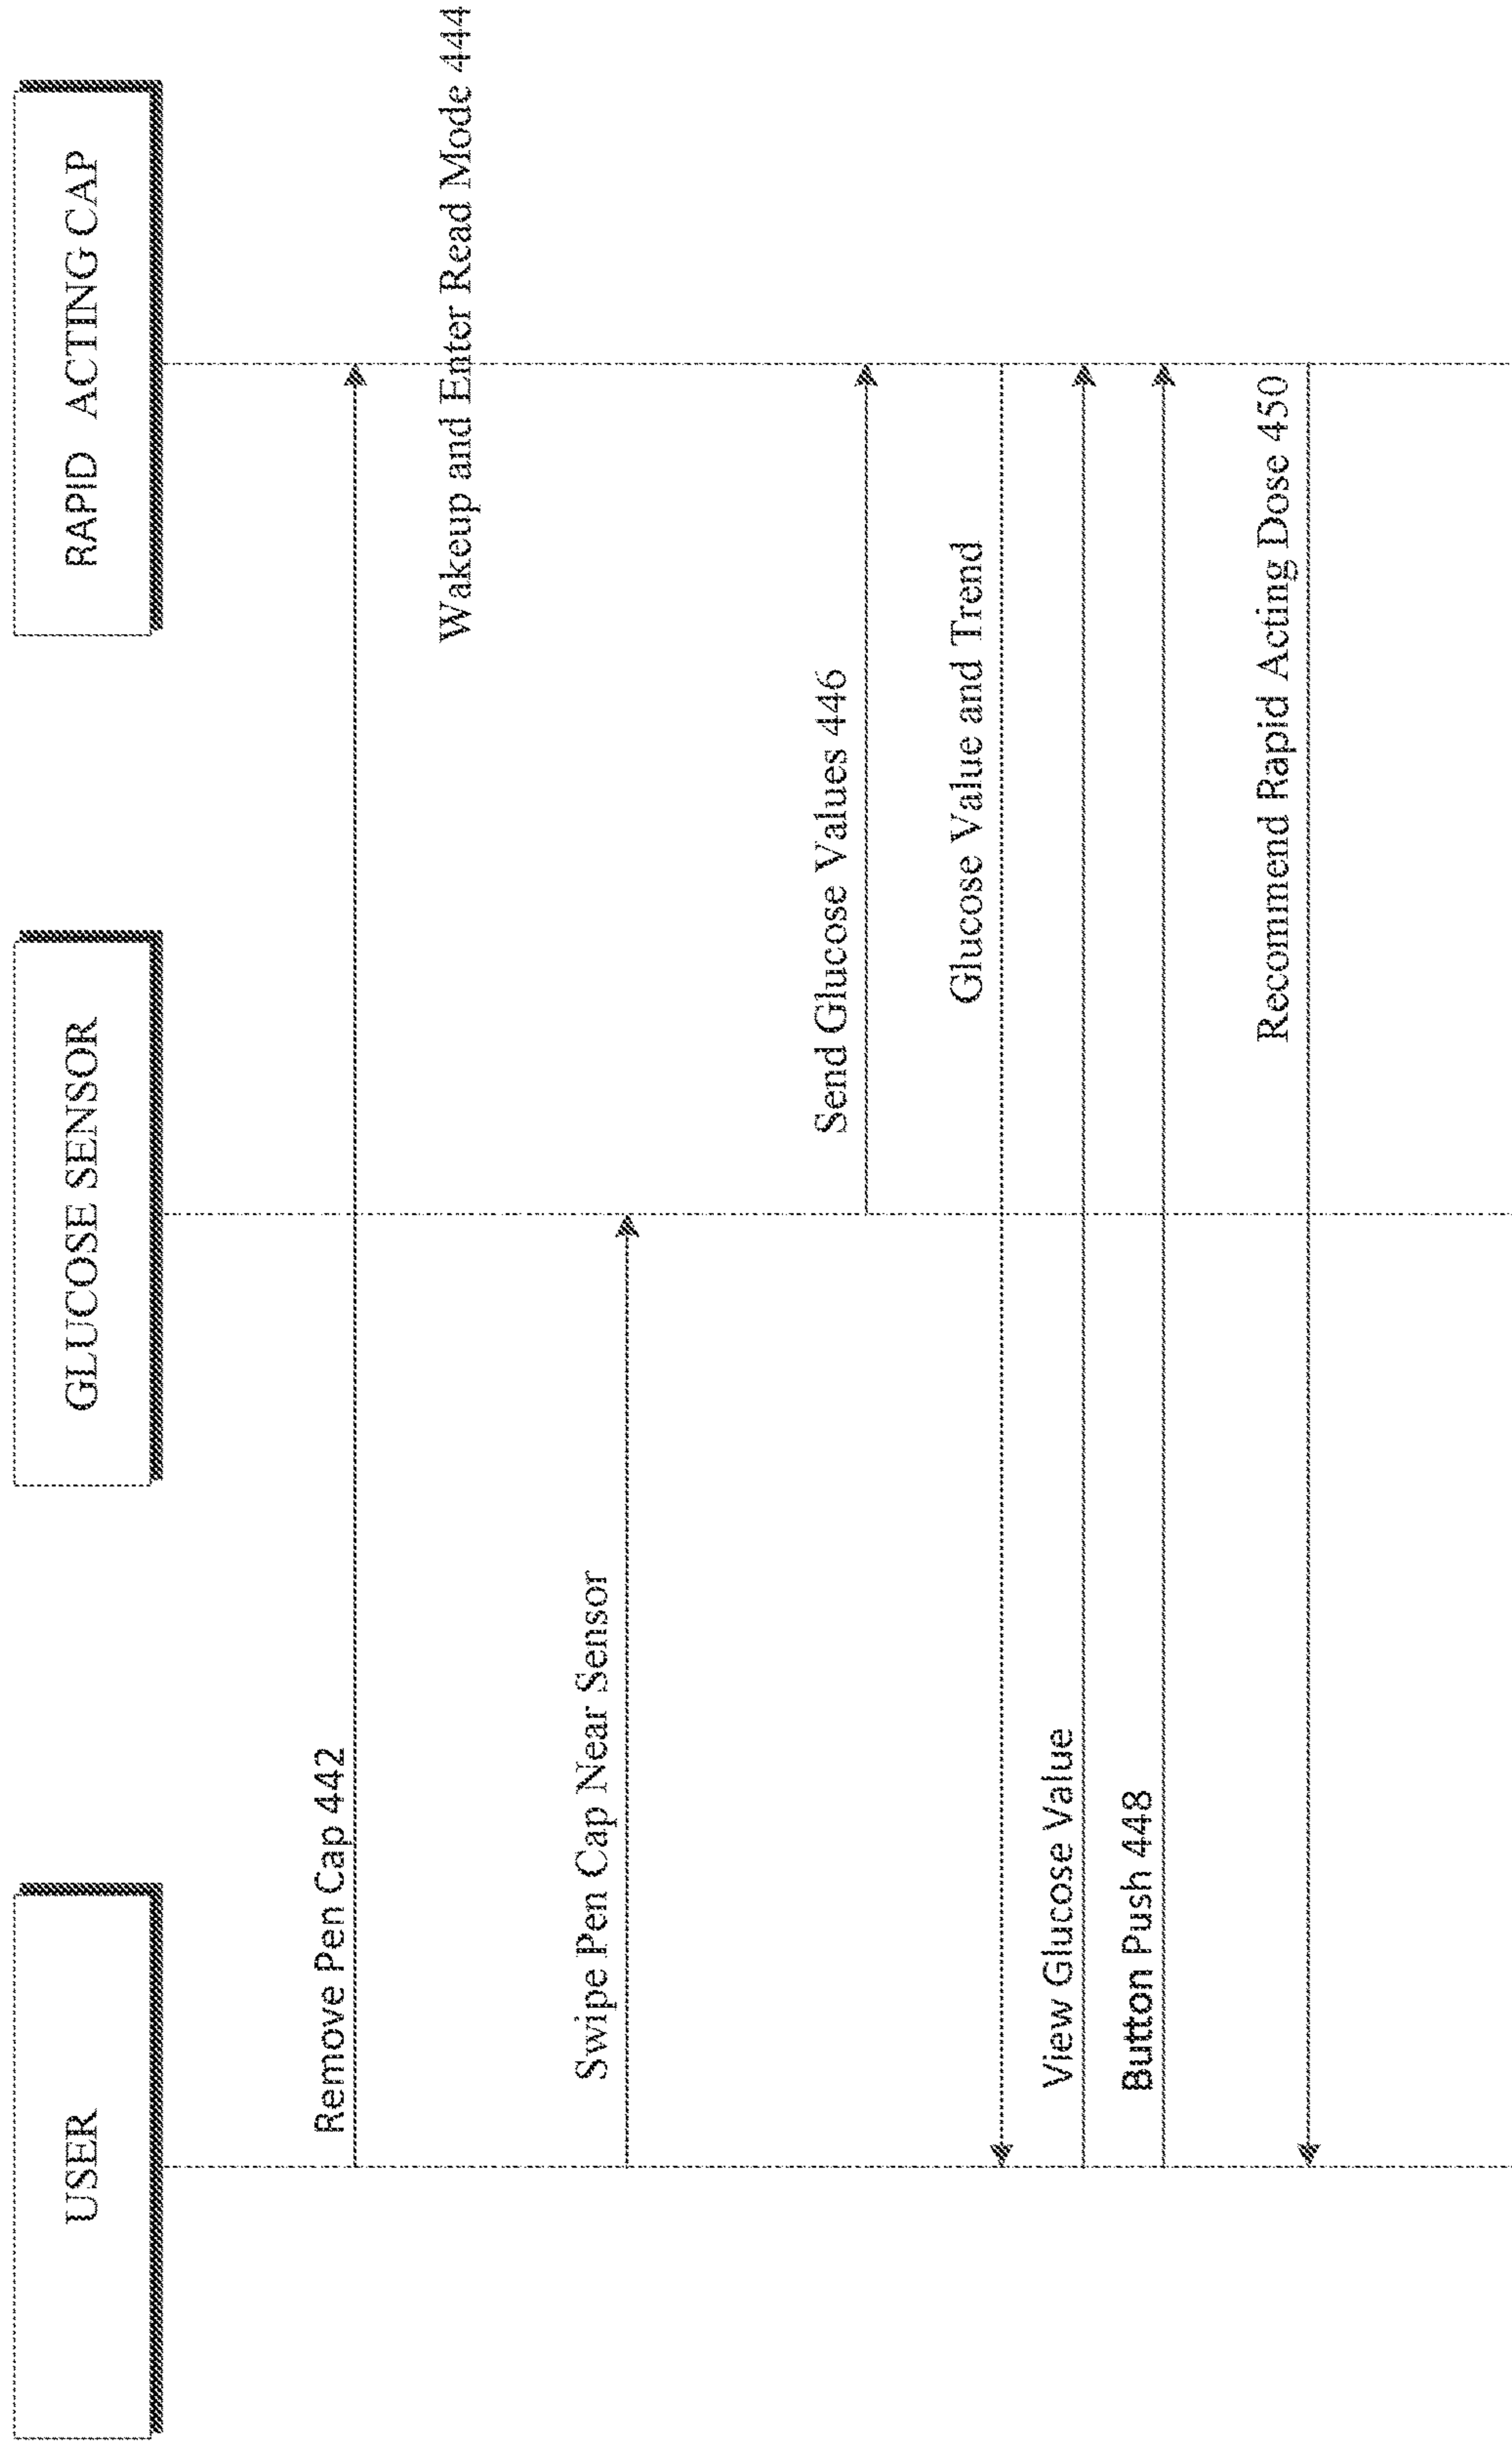 USER
GLUCOSE SENSOR
RAPID ACTING CAP
Remove Pen Cap 442
Wakeup and Enter Read Mode 444
Swipe Pen Cap Near Sensor
Send Glucose Values 446
Glucose Value and Trend
View Glucose Value
Button Push 448
Recommend Rapid Acting Dose 450